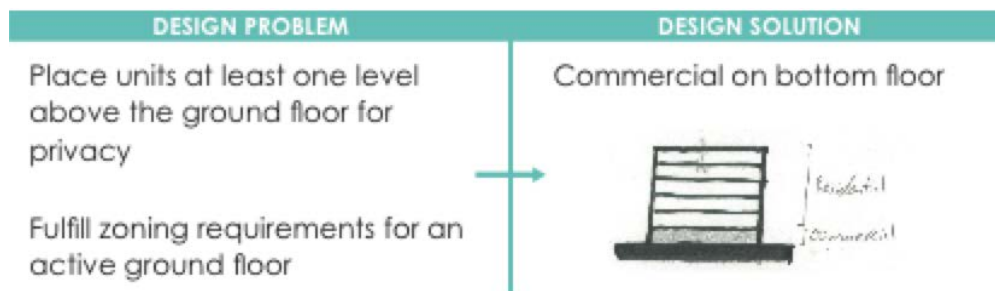 DESIGN PROBLEM
DESIGN SOLUTION
Place units at least one level
above the ground floor for
privacy
Fulfill zoning requirements for an
active ground floor
Commercial on bottom floor
Residential
Commercial